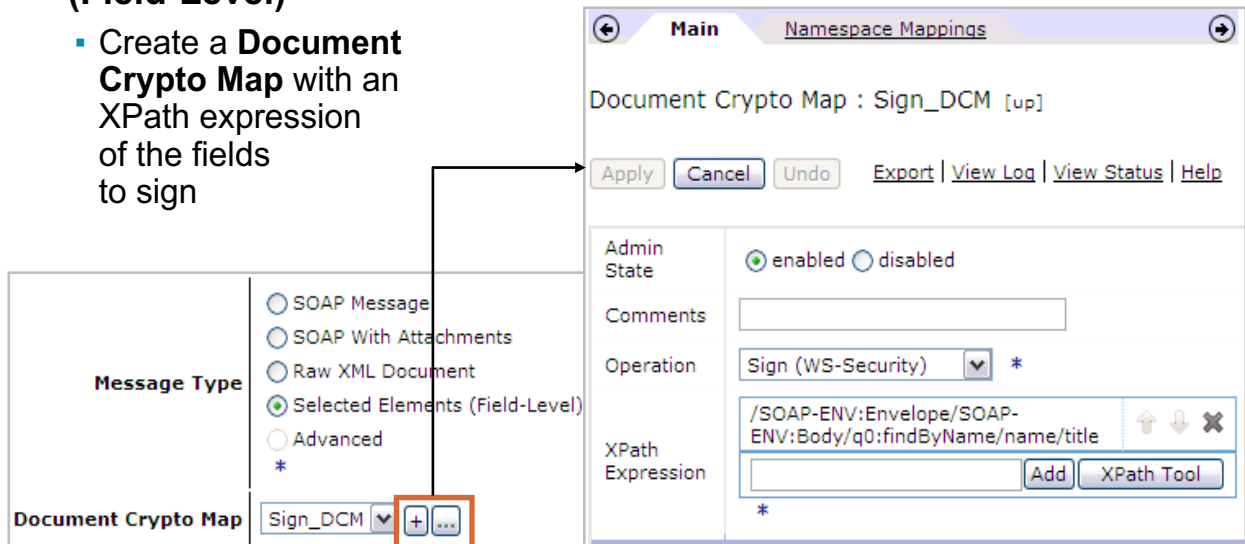 (Field-Level)
▪ Create a Document
Crypto Map with an
XPath expression
of the fields
to sign
Message Type
SOAP Message
SOAP With Attachments
Raw XML Document
Selected Elements (Field-Level)
Advanced
*
Document Crypto Map
Sign_DCM
+
...
Main
Namespace Mappings
Document Crypto Map : Sign_DCM [up]
Apply Cancel Undo Export | View Log | View Status | Help
Admin
State
enabled disabled
Comments
Operation
Sign (WS-Security) *
XPath
Expression
/SOAP-ENV:Envelope/SOAP-
ENV:Body/q0:findByName/name/title
Add XPath Tool
*